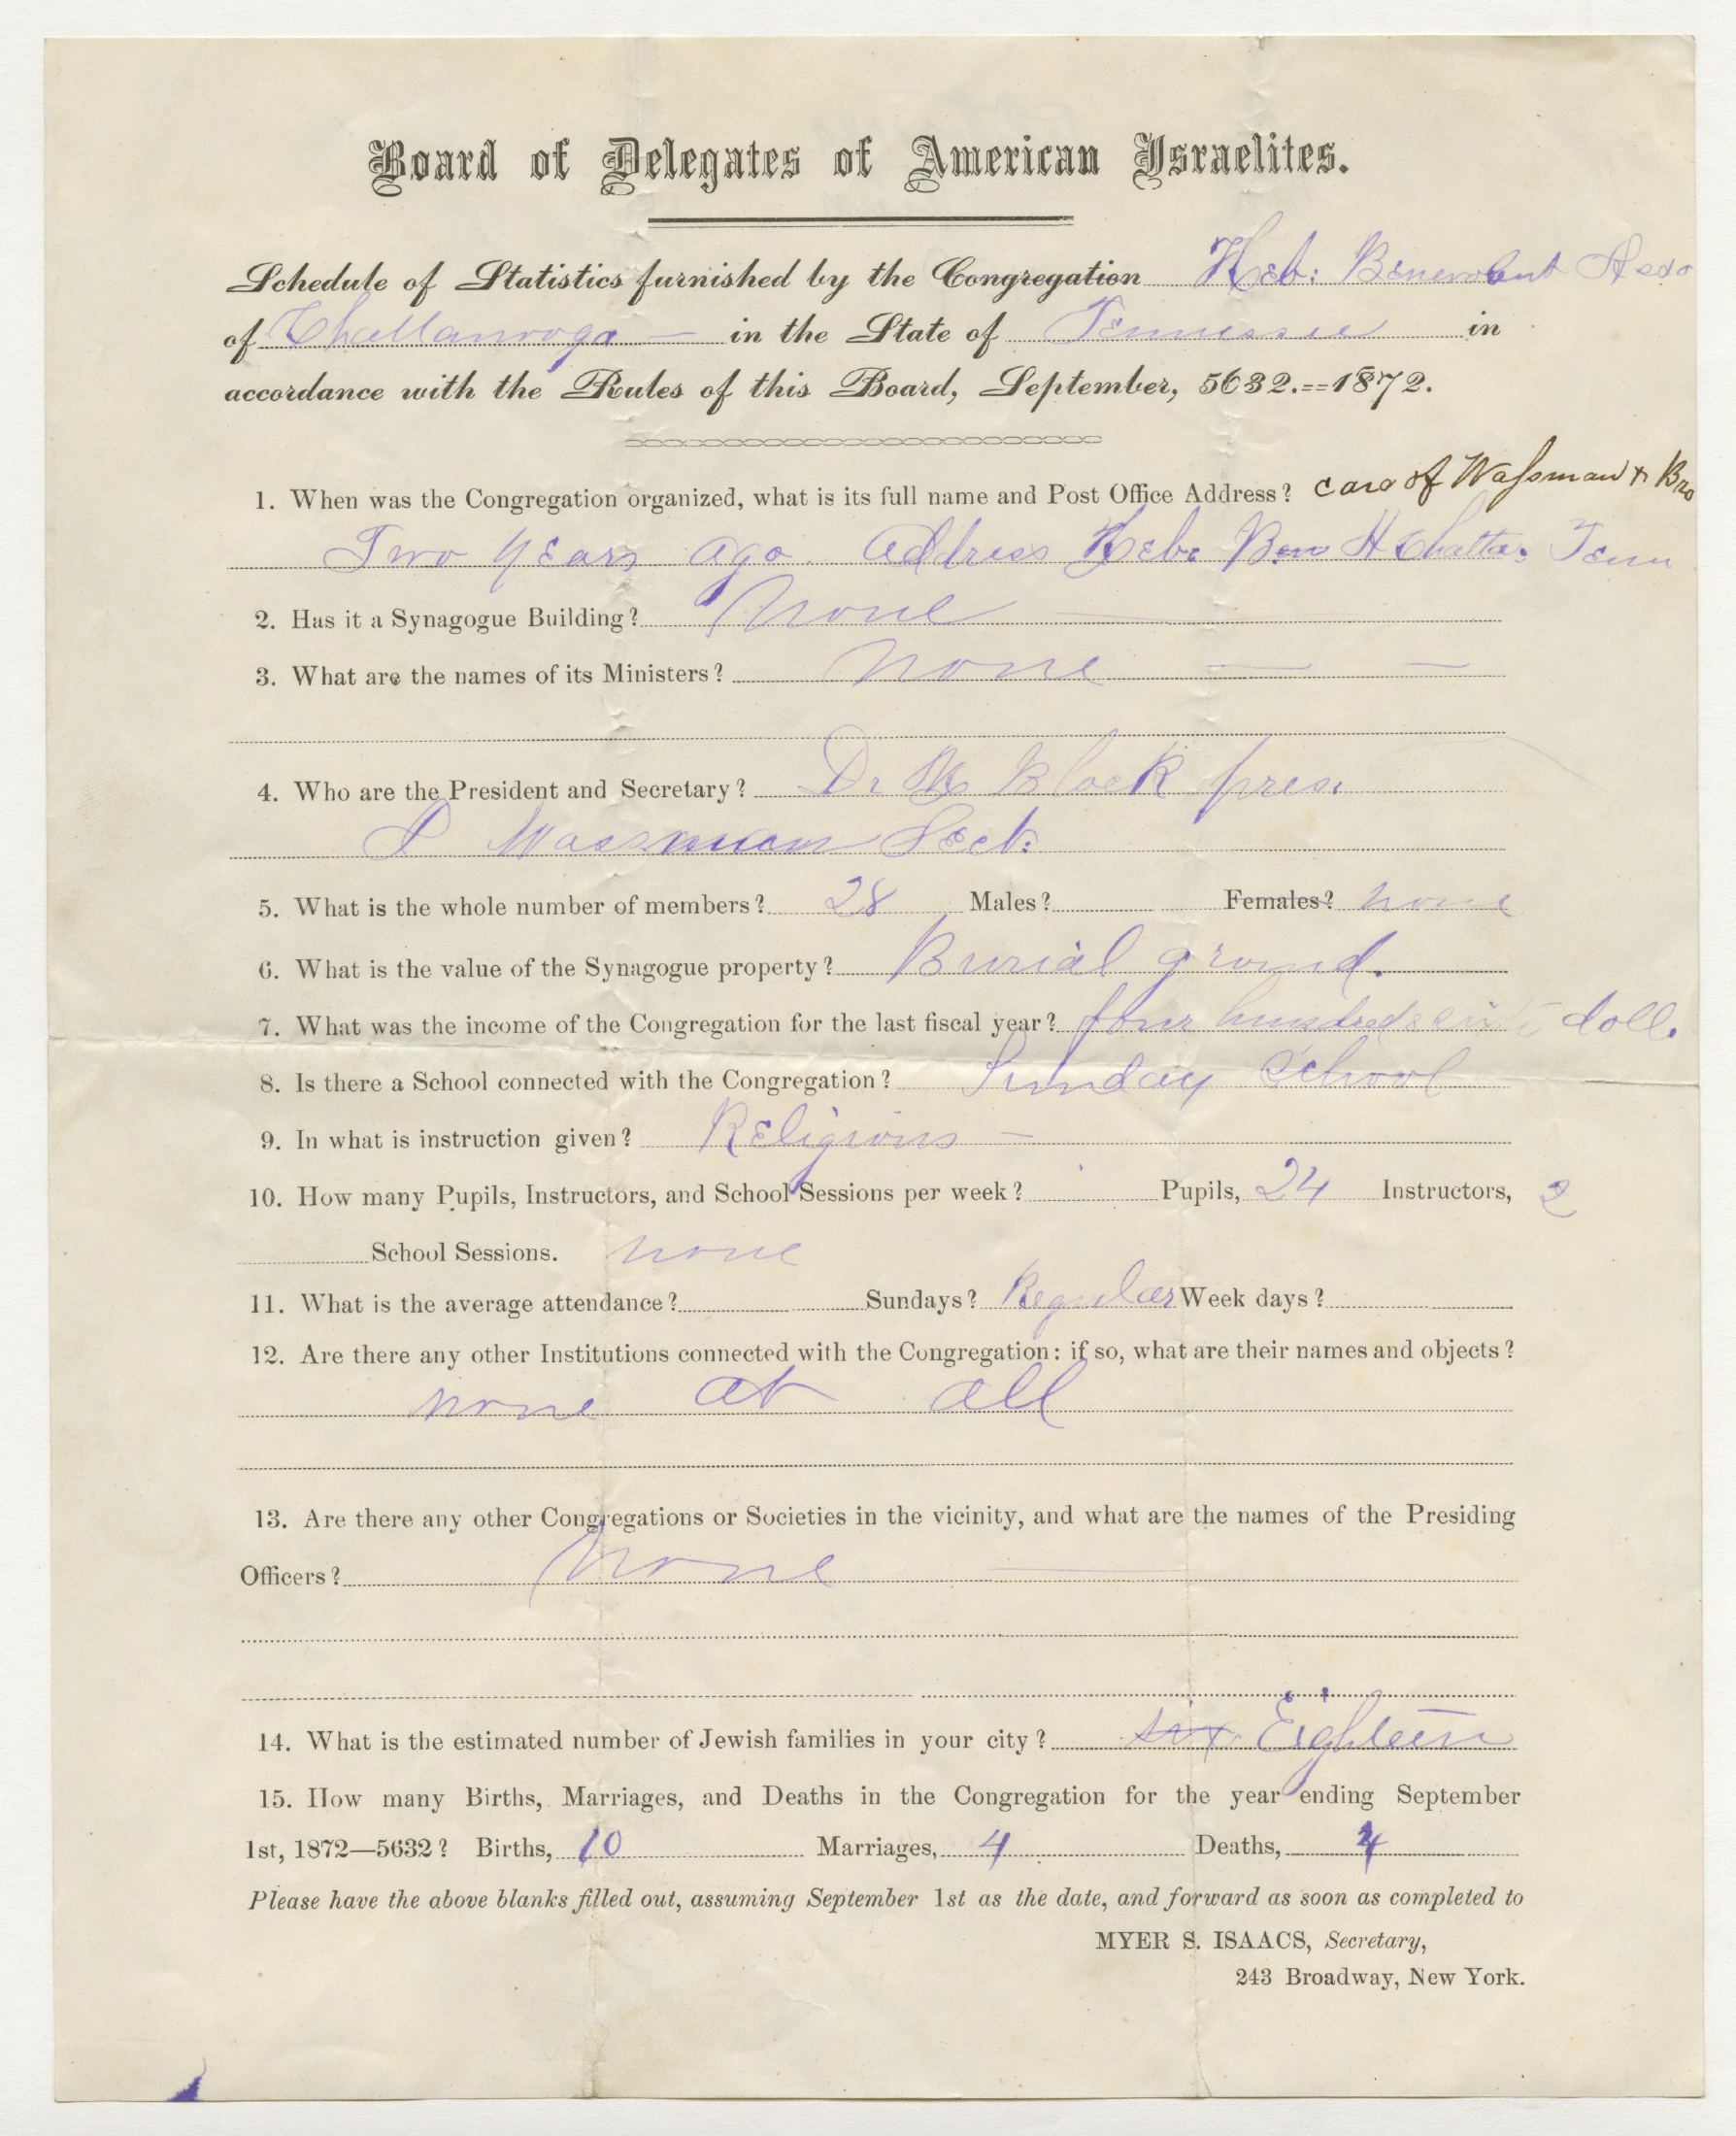 Board of Delegates of American Israelites.
Schedule of Statistics furnished by the Congregation Heb: Benevolent Asso
of Chattanooga — in the State of Tennessee in
accordance with the Rules of this Board, September, 5632.==1872.
1. When was the Congregation organized, what is its full name and Post Office Address? care of Wassman & Bro
Two years ago. Address Heb. Ben Chatta. Tenn
2. Has it a Synagogue Building? None —
3. What are the names of its Ministers? None — —
4. Who are the President and Secretary? Dr Block pres.
Wassman Sect.
5. What is the whole number of members? 28 Males? Females? none
6. What is the value of the Synagogue property? Burial ground.
7. What was the income of the Congregation for the last fiscal year? four hundred doll.
8. Is there a School connected with the Congregation? Sunday School
9. In what is instruction given? Religious —
10. How many Pupils, Instructors, and School Sessions per week? Pupils, 24 Instructors, 2
School Sessions. none
11. What is the average attendance? Sundays? Regular Week days?
12. Are there any other Institutions connected with the Congregation: if so, what are their names and objects?
none at all
13. Are there any other Congregations or Societies in the vicinity, and what are the names of the Presiding
Officers? None —
14. What is the estimated number of Jewish families in your city? six Eighteen
15. How many Births, Marriages, and Deaths in the Congregation for the year ending September
1st, 1872—5632? Births, 10 Marriages, 4 Deaths, 4
Please have the above blanks filled out, assuming September 1st as the date, and forward as soon as completed to
MYER S. ISAACS, Secretary,
243 Broadway, New York.